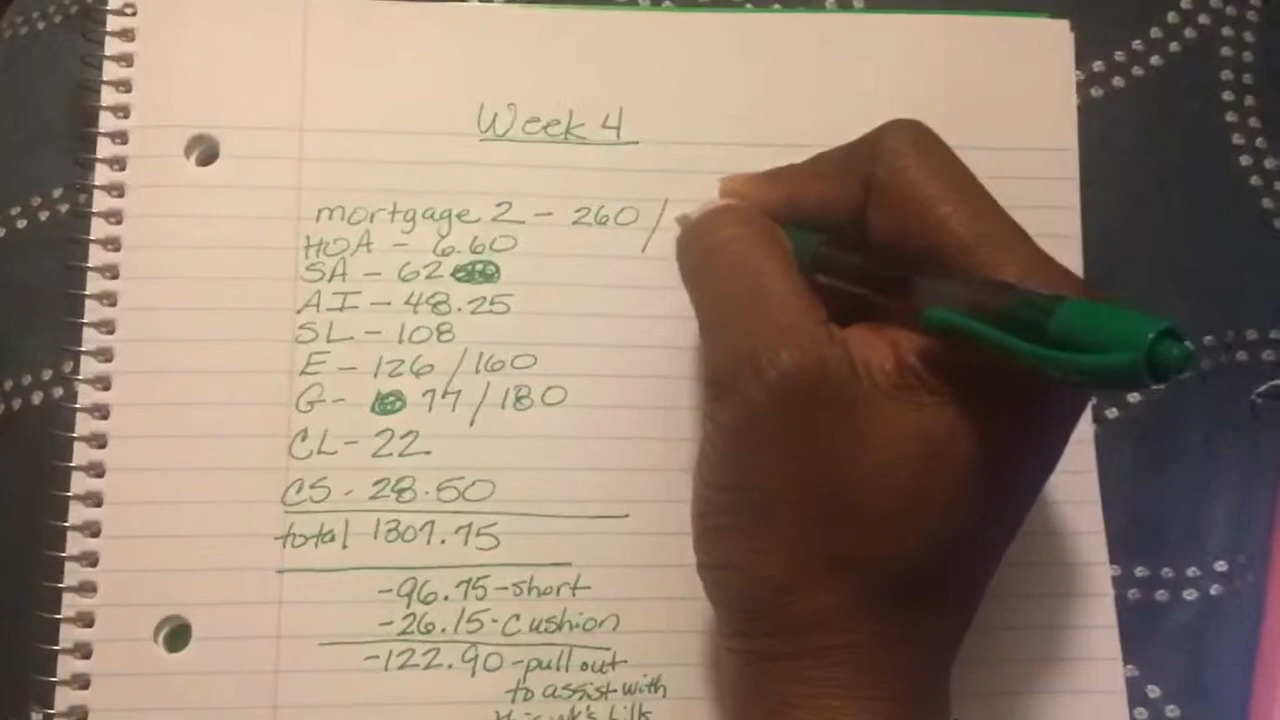 Week 4
mortgage 2 - 260 /
HOA - 6.60
SA - 62
AI - 48.25
SL - 108
E - 126 / 160
G- 77 / 180
CL - 22
CS - 28.50
total 1307.75
-96.75 - short
-26.15 - Cushion
-122.90 - pull out
to assist with